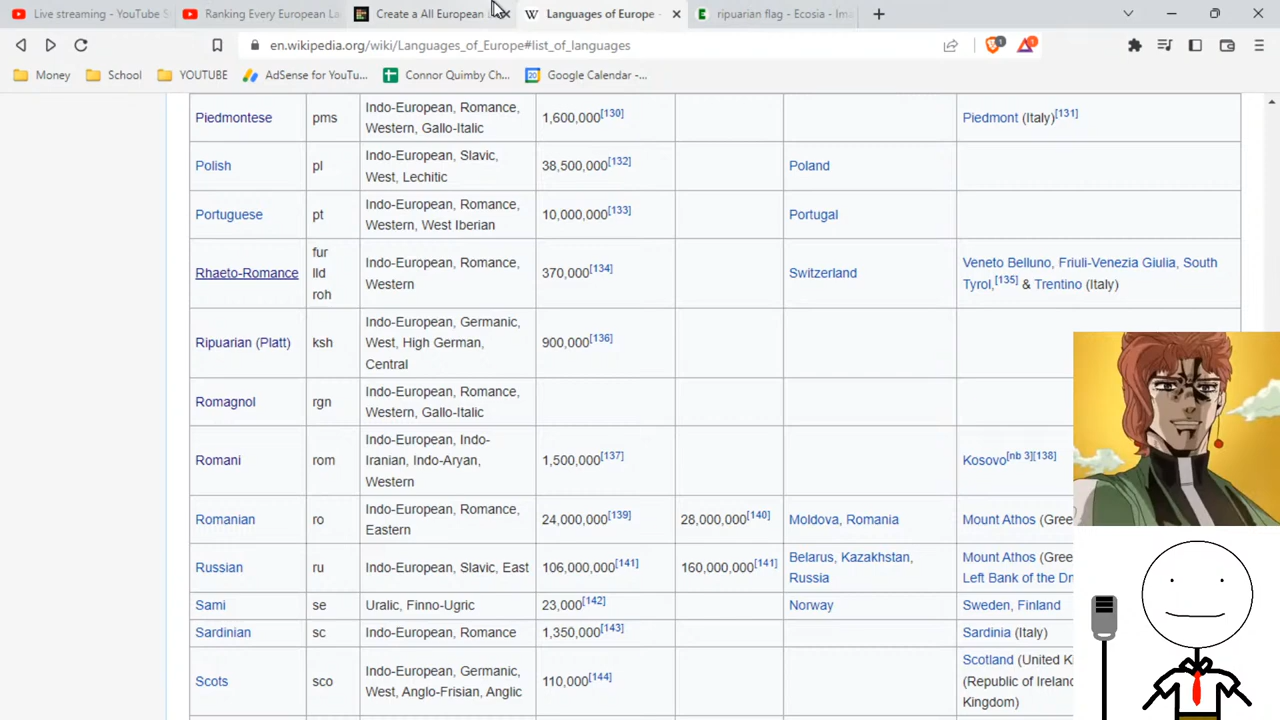 Live streaming - YouTube S
Ranking Every European La
Create a All European L
Languages of Europe -
ripuarian flag - Ecosia - Ima
en.wikipedia.org/wiki/Languages_of_Europe#list_of_languages
1
1
Money
School
YOUTUBE
AdSense for YouTu...
Connor Quimby Ch...
Google Calendar -...
20
Piedmontese
pms
Indo-European, Romance,
Western, Gallo-Italic
1,600,000[130]
Piedmont (Italy)[131]
Polish
pl
Indo-European, Slavic,
West, Lechitic
38,500,000[132]
Poland
Portuguese
pt
Indo-European, Romance,
Western, West Iberian
10,000,000[133]
Portugal
Rhaeto-Romance
fur
lld
roh
Indo-European, Romance,
Western
370,000[134]
Switzerland
Veneto Belluno, Friuli-Venezia Giulia, South
Tyrol,[135] & Trentino (Italy)
Ripuarian (Platt)
ksh
Indo-European, Germanic,
West, High German,
Central
900,000[136]
Romagnol
rgn
Indo-European, Romance,
Western, Gallo-Italic
Romani
rom
Indo-European, Indo-
Iranian, Indo-Aryan,
Western
1,500,000[137]
Kosovo[nb 3][138]
Romanian
ro
Indo-European, Romance,
Eastern
24,000,000[139]
28,000,000[140]
Moldova, Romania
Mount Athos (Gree
Russian
ru
Indo-European, Slavic, East
106,000,000[141]
160,000,000[141]
Belarus, Kazakhstan,
Russia
Mount Athos (Gree
Left Bank of the Dn
Sami
se
Uralic, Finno-Ugric
23,000[142]
Norway
Sweden, Finland
Sardinian
sc
Indo-European, Romance
1,350,000[143]
Sardinia (Italy)
Scots
sco
Indo-European, Germanic,
West, Anglo-Frisian, Anglic
110,000[144]
Scotland (United K
(Republic of Ireland
Kingdom)